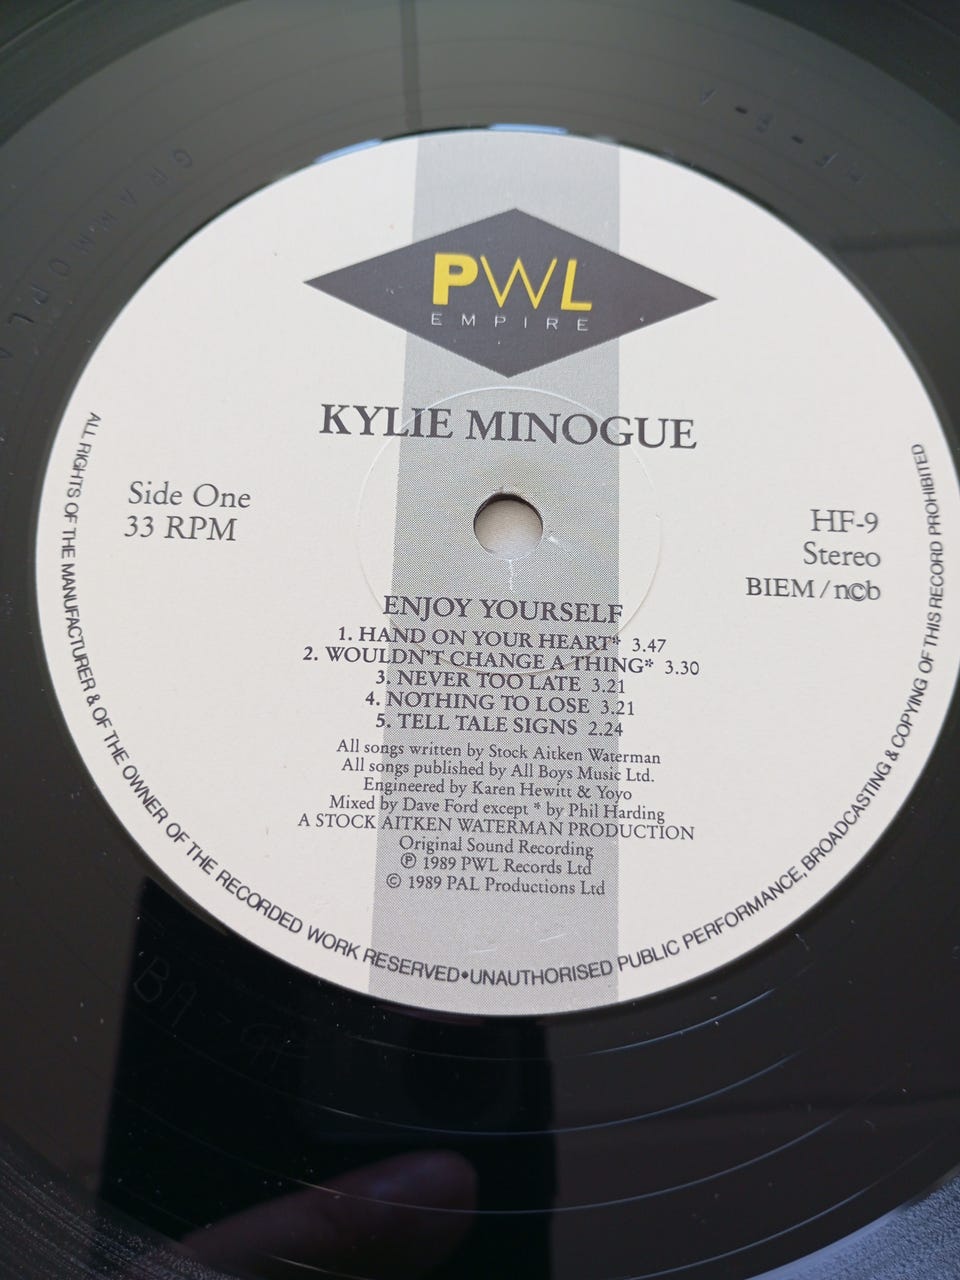 HF-9-A
GRAMMOPLA
PWL
EMPIRE
KYLIE MINOGUE
Side One
33 RPM
HF-9
Stereo
BIEM/n©b
ENJOY YOURSELF
1. HAND ON YOUR HEART* 3.47
2. WOULDN'T CHANGE A THING* 3.30
3. NEVER TOO LATE 3.21
4. NOTHING TO LOSE 3.21
5. TELL TALE SIGNS 2.24
All songs written by Stock Aitken Waterman
All songs published by All Boys Music Ltd.
Engineered by Karen Hewitt & Yoyo
Mixed by Dave Ford except * by Phil Harding
A STOCK AITKEN WATERMAN PRODUCTION
Original Sound Recording
℗ 1989 PWL Records Ltd
© 1989 PAL Productions Ltd
ALL RIGHTS OF THE MANUFACTURER & OF THE OWNER OF THE RECORDED WORK RESERVED•UNAUTHORISED PUBLIC PERFORMANCE, BROADCASTING & COPYING OF THIS RECORD PROHIBITED